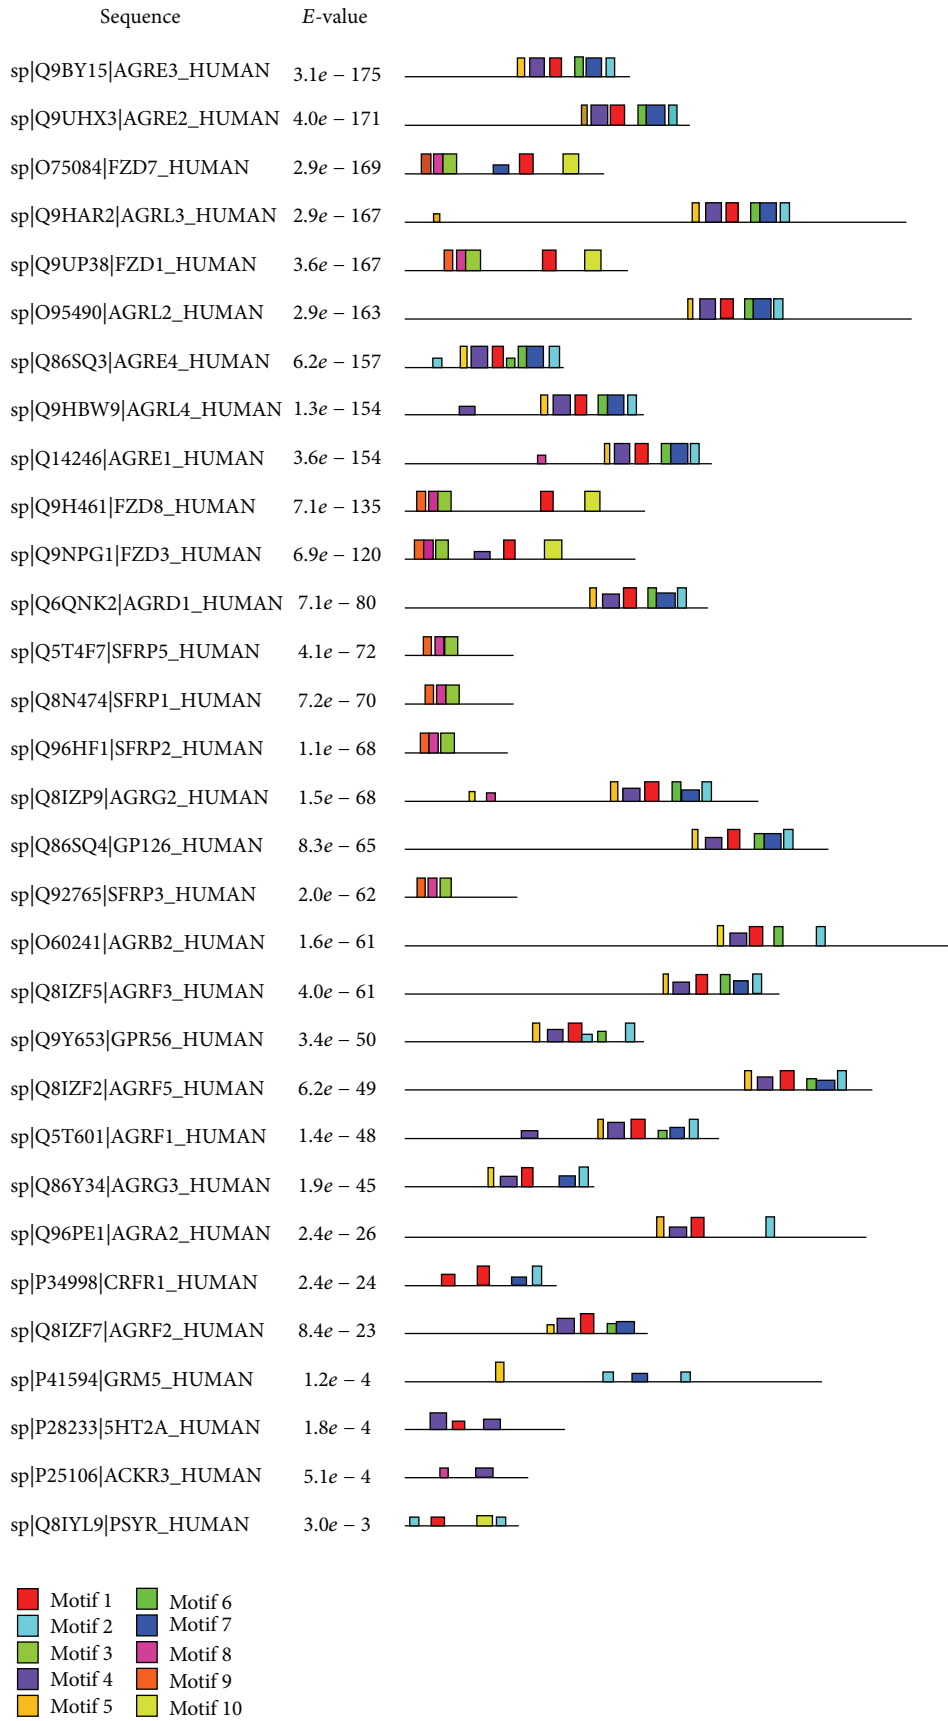 Sequence E-value
sp|Q9BY15|AGRE3_HUMAN 3.1e − 175
sp|Q9UHX3|AGRE2_HUMAN 4.0e − 171
sp|O75084|FZD7_HUMAN 2.9e − 169
sp|Q9HAR2|AGRL3_HUMAN 2.9e − 167
sp|Q9UP38|FZD1_HUMAN 3.6e − 167
sp|O95490|AGRL2_HUMAN 2.9e − 163
sp|Q86SQ3|AGRE4_HUMAN 6.2e − 157
sp|Q9HBW9|AGRL4_HUMAN 1.3e − 154
sp|Q14246|AGRE1_HUMAN 3.6e − 154
sp|Q9H461|FZD8_HUMAN 7.1e − 135
sp|Q9NPG1|FZD3_HUMAN 6.9e − 120
sp|Q6QNK2|AGRD1_HUMAN 7.1e − 80
sp|Q5T4F7|SFRP5_HUMAN 4.1e − 72
sp|Q8N474|SFRP1_HUMAN 7.2e − 70
sp|Q96HF1|SFRP2_HUMAN 1.1e − 68
sp|Q8IZP9|AGRG2_HUMAN 1.5e − 68
sp|Q86SQ4|GP126_HUMAN 8.3e − 65
sp|Q92765|SFRP3_HUMAN 2.0e − 62
sp|O60241|AGRB2_HUMAN 1.6e − 61
sp|Q8IZF5|AGRF3_HUMAN 4.0e − 61
sp|Q9Y653|GPR56_HUMAN 3.4e − 50
sp|Q8IZF2|AGRF5_HUMAN 6.2e − 49
sp|Q5T601|AGRF1_HUMAN 1.4e − 48
sp|Q86Y34|AGRG3_HUMAN 1.9e − 45
sp|Q96PE1|AGRA2_HUMAN 2.4e − 26
sp|P34998|CRFR1_HUMAN 2.4e − 24
sp|Q8IZF7|AGRF2_HUMAN 8.4e − 23
sp|P41594|GRM5_HUMAN 1.2e − 4
sp|P28233|5HT2A_HUMAN 1.8e − 4
sp|P25106|ACKR3_HUMAN 5.1e − 4
sp|Q8IYL9|PSYR_HUMAN 3.0e − 3
Motif 1 Motif 6
Motif 2 Motif 7
Motif 3 Motif 8
Motif 4 Motif 9
Motif 5 Motif 10